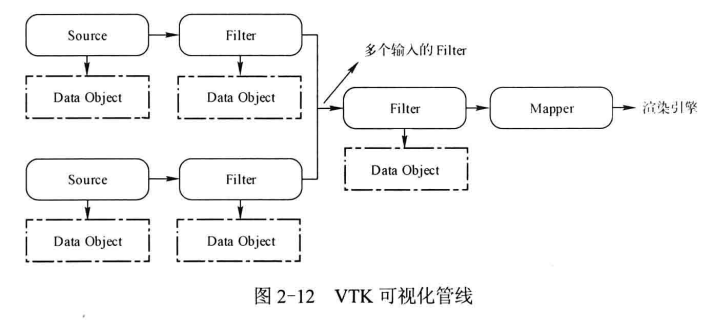 Source
Filter
多个输入的 Filter
Data Object
Data Object
Filter
Mapper
渲染引擎
Source
Filter
Data Object
Data Object
Data Object
图 2-12 VTK 可视化管线